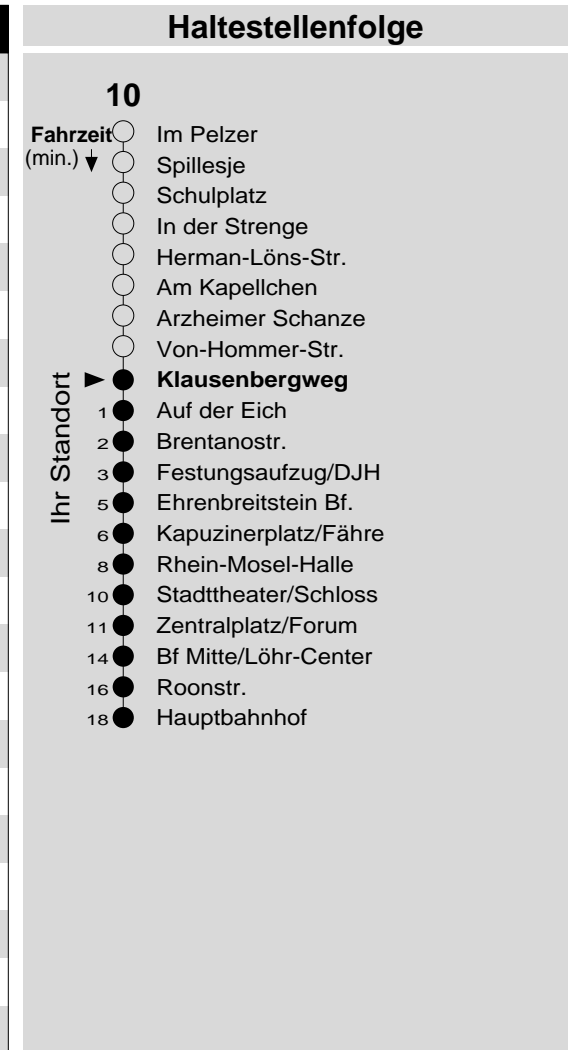 Haltestellenfolge
10
Fahrzeit
(min.)
Im Pelzer
Spillesje
Schulplatz
In der Strenge
Herman-Löns-Str.
Am Kapellchen
Arzheimer Schanze
Von-Hommer-Str.
Ihr Standort
Klausenbergweg
1 Auf der Eich
2 Brentanostr.
3 Festungsaufzug/DJH
5 Ehrenbreitstein Bf.
6 Kapuzinerplatz/Fähre
8 Rhein-Mosel-Halle
10 Stadttheater/Schloss
11 Zentralplatz/Forum
14 Bf Mitte/Löhr-Center
16 Roonstr.
18 Hauptbahnhof